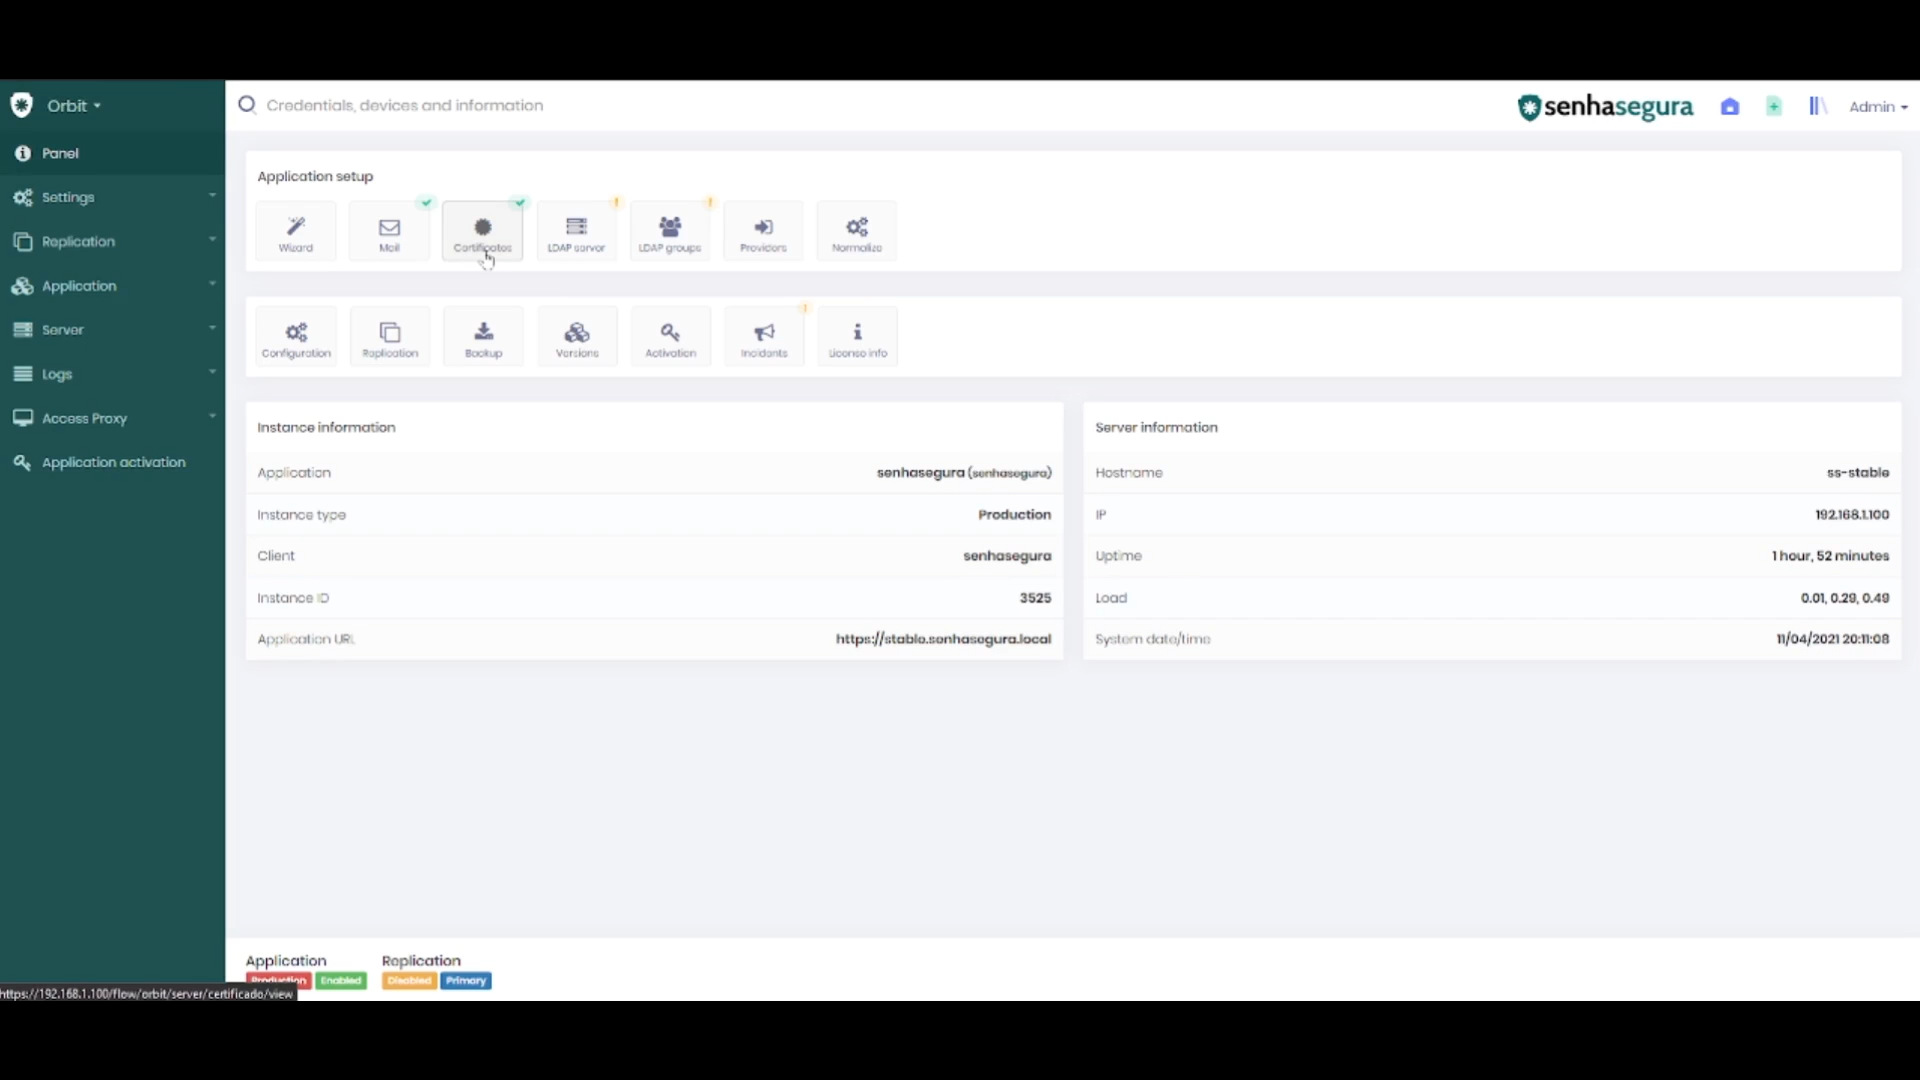 Orbit
Credentials, devices and information
senhasegura
Admin
Panel
Settings
Replication
Application
Server
Logs
Access Proxy
Application activation
Application setup
Wizard
Mail
Certificates
LDAP server
LDAP groups
Providers
Normalize
Configuration
Replication
Backup
Versions
Activation
Incidents
License info
Instance information
Application senhasegura (senhasegura)
Instance type Production
Client senhasegura
Instance ID 3525
Application URL https://stable.senhasegura.local
Server information
Hostname ss-stable
IP 192.168.1.100
Uptime 1 hour, 52 minutes
Load 0.01, 0.29, 0.49
System date/time 11/04/2021 20:11:08
Application
Production Enabled
Replication
Disabled Primary
https://192.168.1.100/flow/orbit/server/certificado/view